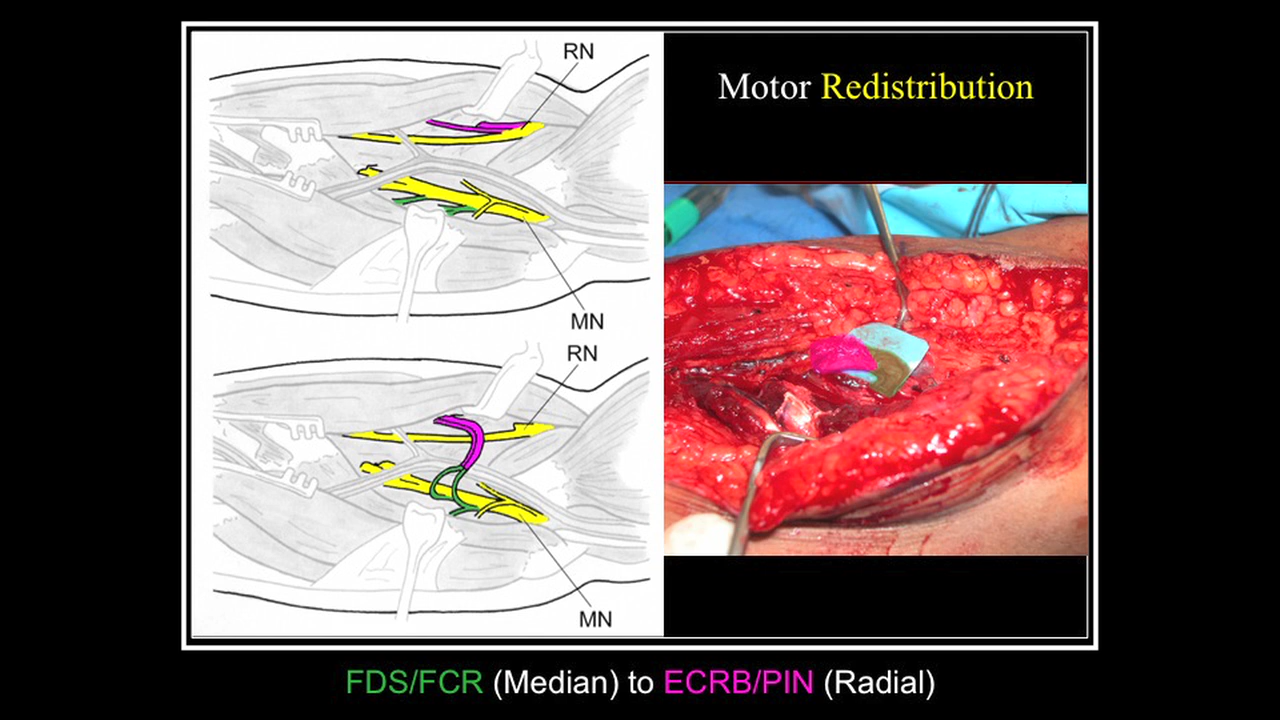 RN
Motor Redistribution
MN
RN
MN
FDS/FCR (Median) to ECRB/PIN (Radial)